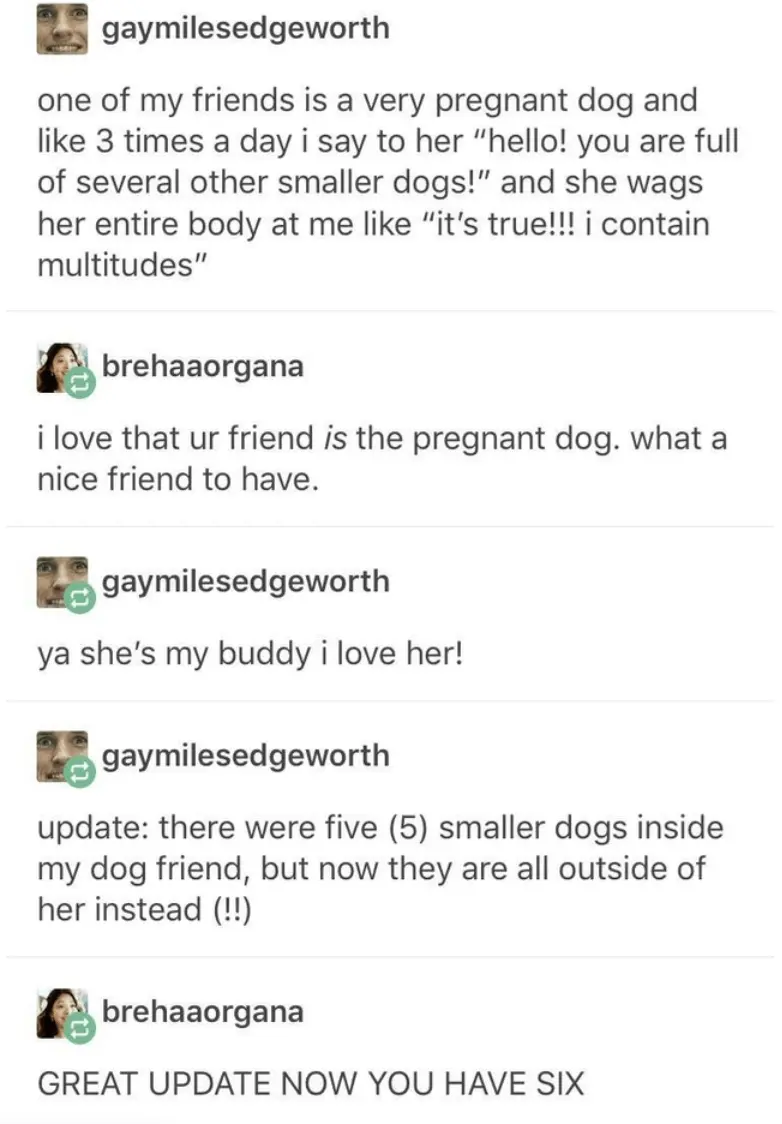 gaymilesedgeworth
one of my friends is a very pregnant dog and
like 3 times a day i say to her “hello! you are full
of several other smaller dogs!” and she wags
her entire body at me like “it’s true!!! i contain
multitudes”
brehaaorgana
i love that ur friend is the pregnant dog. what a
nice friend to have.
gaymilesedgeworth
ya she’s my buddy i love her!
gaymilesedgeworth
update: there were five (5) smaller dogs inside
my dog friend, but now they are all outside of
her instead (!!)
brehaaorgana
GREAT UPDATE NOW YOU HAVE SIX